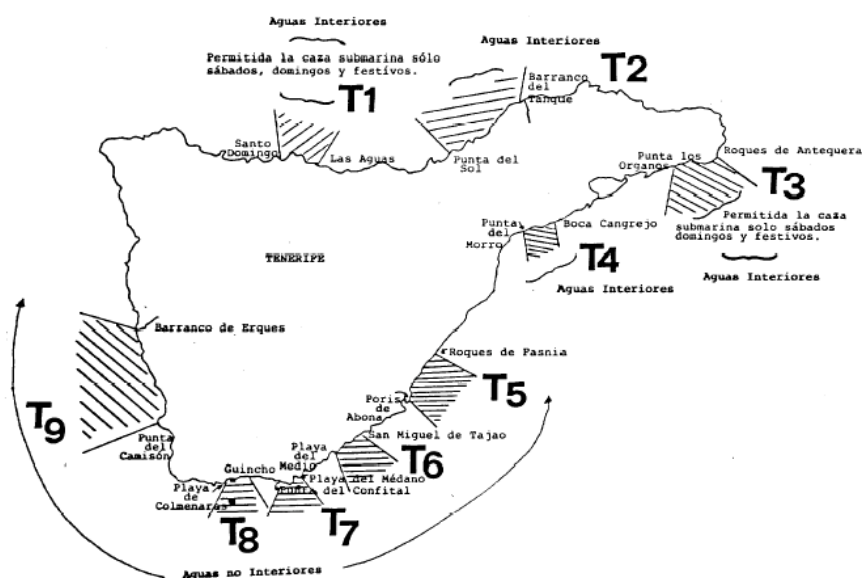 Aguas Interiores
Permitida la caza submarina sólo
sábados, domingos y festivos.
T1
Aguas Interiores
T2
Barranco
del
Tanque
Santo
Domingo
Las Aguas
Punta del
Sol
Punta los
Organos
Roques de Antequera
T3
Permitida la caza
submarina solo sábados
domingos y festivos.
Aguas Interiores
Punta
del
Morro
Boca Cangrejo
T4
Aguas Interiores
TENERIFE
Barranco de Erques
Roques de Pasnia
T5
Poris
de
Abona
T9
Punta
del
Camisón
San Miguel de Tajao
T6
Playa
del
Medio
Guincho
Playa del Médano
Punta del Confital
Playa
de
Colmenares
T8
T7
Aguas no Interiores